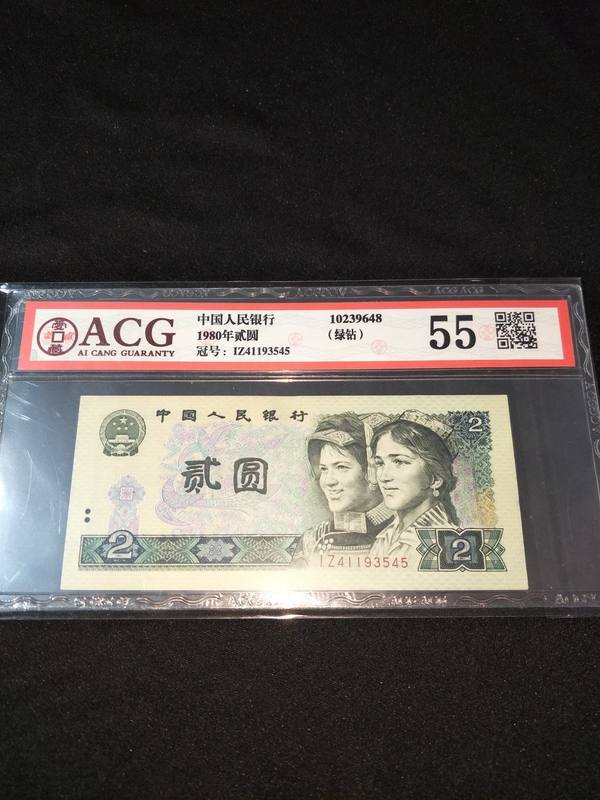 ACG
AI CANG GUARANTY
中国人民银行
1980年贰圆
冠号：IZ41193545
10239648
（绿钻）
55
中国人民银行
贰圆
2
2
2
IZ41193545